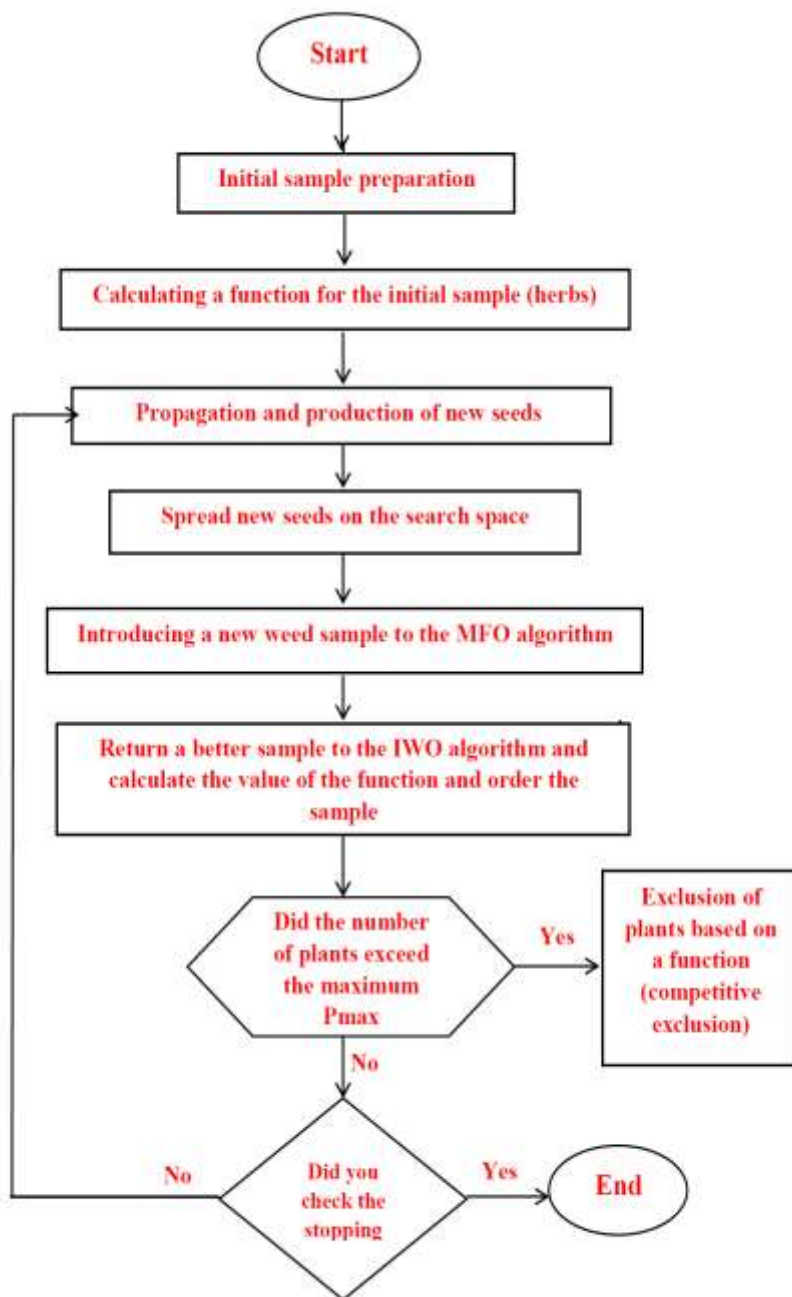 Start
Initial sample preparation
Calculating a function for the initial sample (herbs)
Propagation and production of new seeds
Spread new seeds on the search space
Introducing a new weed sample to the MFO algorithm
Return a better sample to the IWO algorithm and
calculate the value of the function and order the
sample
Did the number
of plants exceed
the maximum
Pmax
Yes
Exclusion of
plants based on
a function
(competitive
exclusion)
No
No
Did you
check the
stopping
Yes
End